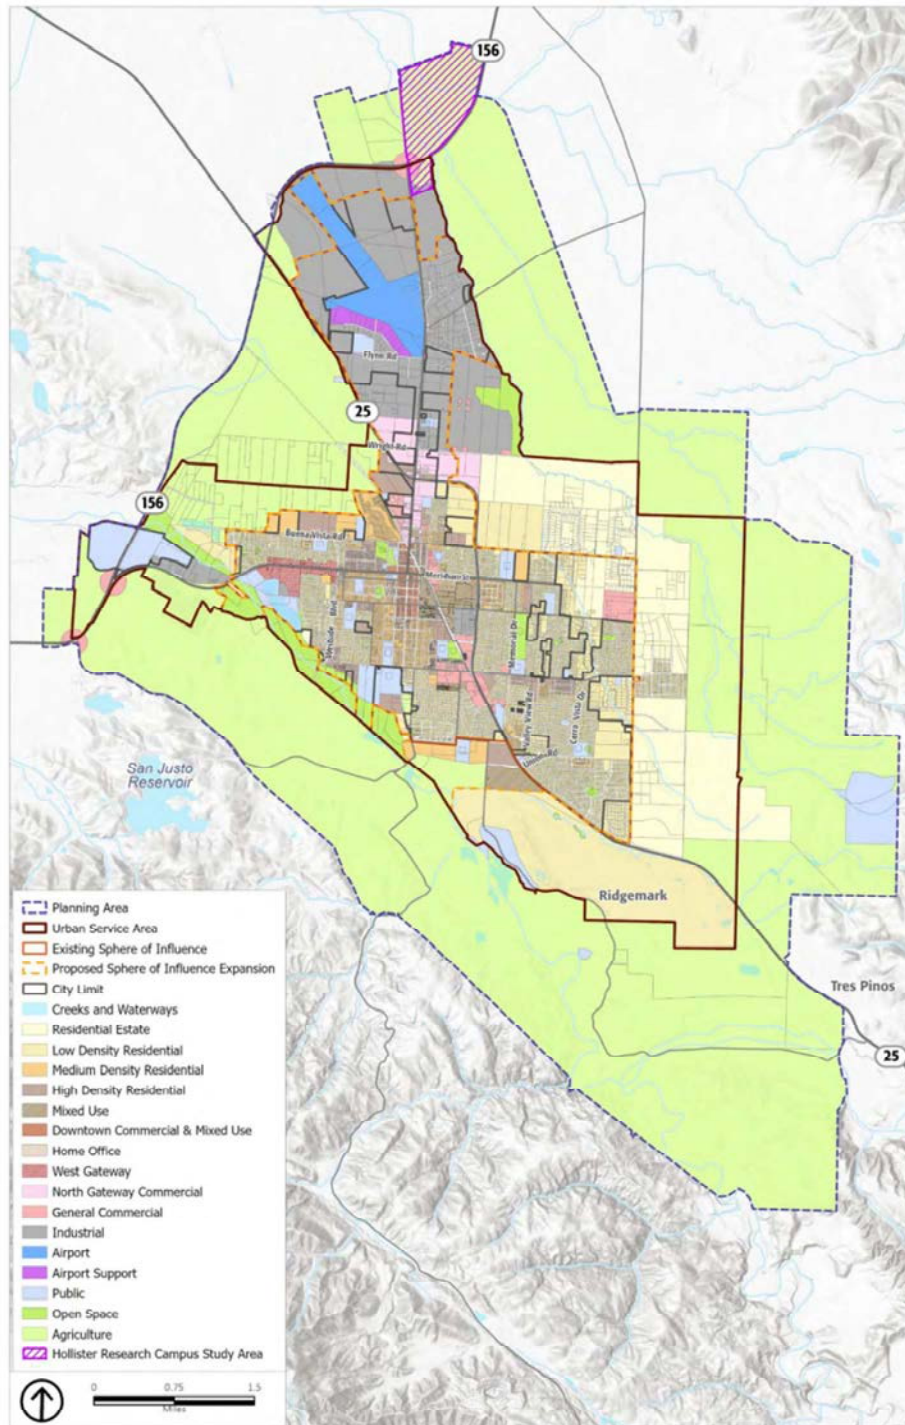 156
Flynn Rd
25
Wright Rd
156
Buena Vista Rd
Meridian St
Westside Blvd
Memorial Dr
Valley View Rd
Cerra Vista Dr
Union Rd
San Justo
Reservoir
Ridgemark
Tres Pinos
25
Planning Area
Urban Service Area
Existing Sphere of Influence
Proposed Sphere of Influence Expansion
City Limit
Creeks and Waterways
Residential Estate
Low Density Residential
Medium Density Residential
High Density Residential
Mixed Use
Downtown Commercial & Mixed Use
Home Office
West Gateway
North Gateway Commercial
General Commercial
Industrial
Airport
Airport Support
Public
Open Space
Agriculture
Hollister Research Campus Study Area
0 0.75 1.5
Miles